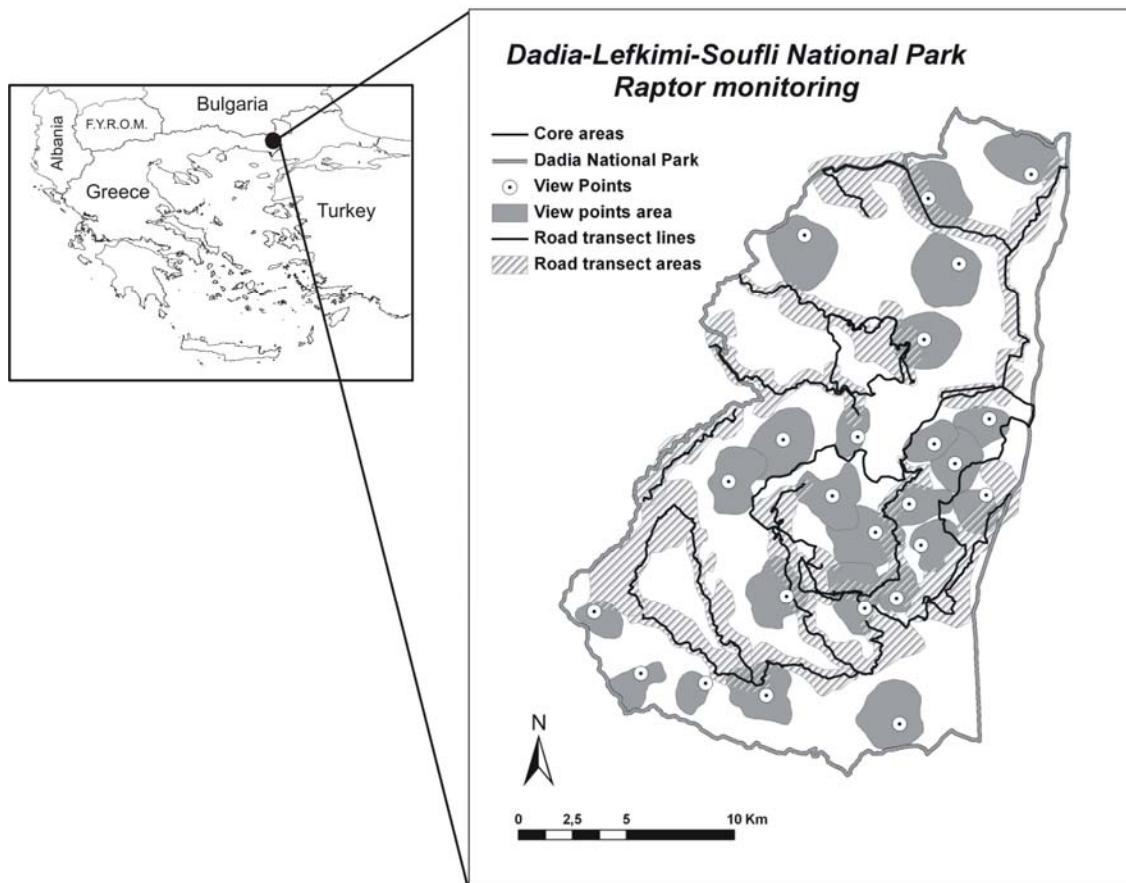 Dadia-Lefkimi-Soufli National Park
Raptor monitoring
Bulgaria
F.Y.R.O.M.
Albania
Greece
Turkey
Core areas
Dadia National Park
View Points
View points area
Road transect lines
Road transect areas
N
0 2,5 5 10 Km